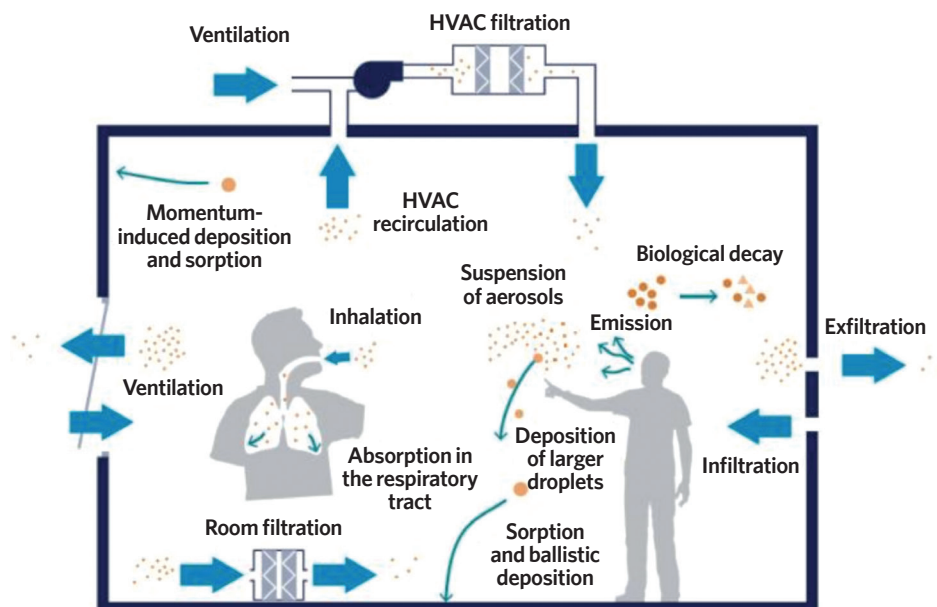 HVAC filtration
Ventilation
HVAC
recirculation
Momentum-
induced deposition
and sorption
Biological decay
Suspension
of aerosols
Emission
Inhalation
Exfiltration
Ventilation
Deposition
of larger
droplets
Infiltration
Absorption in
the respiratory
tract
Room filtration
Sorption
and ballistic
deposition